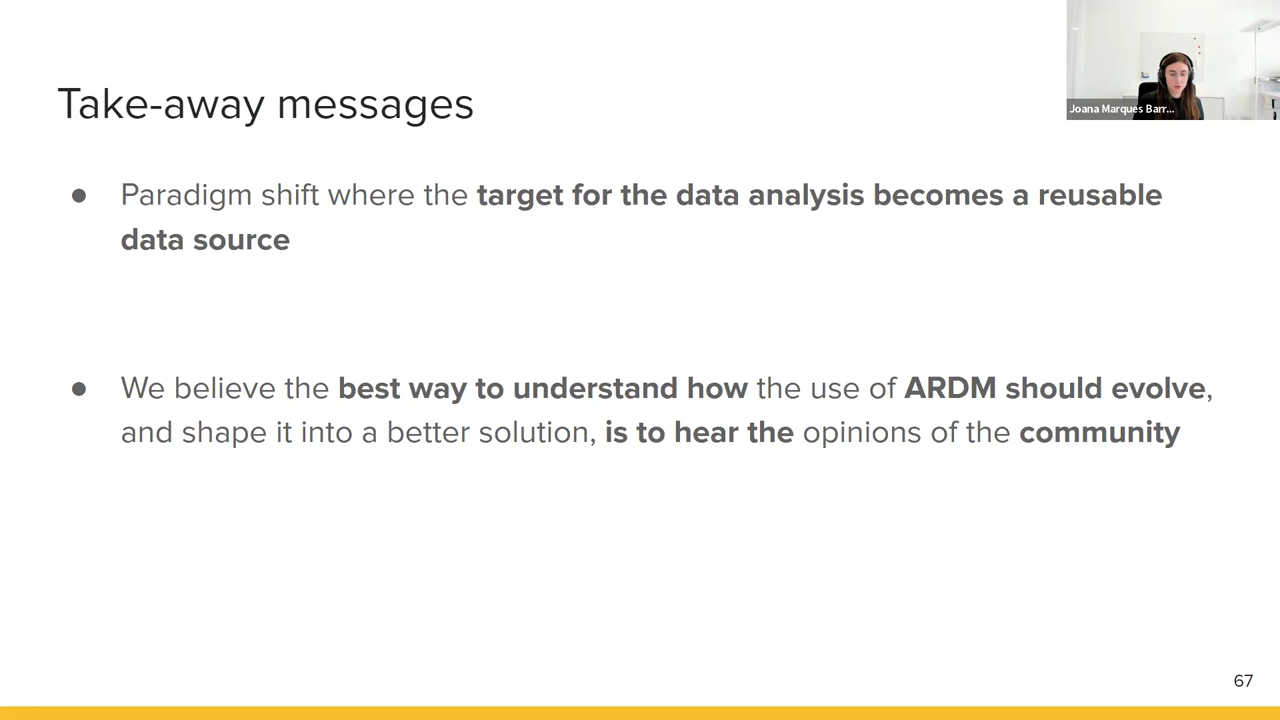 Take-away messages
Joana Marques Barr...
● Paradigm shift where the target for the data analysis becomes a reusable
data source
● We believe the best way to understand how the use of ARDM should evolve,
and shape it into a better solution, is to hear the opinions of the community
67